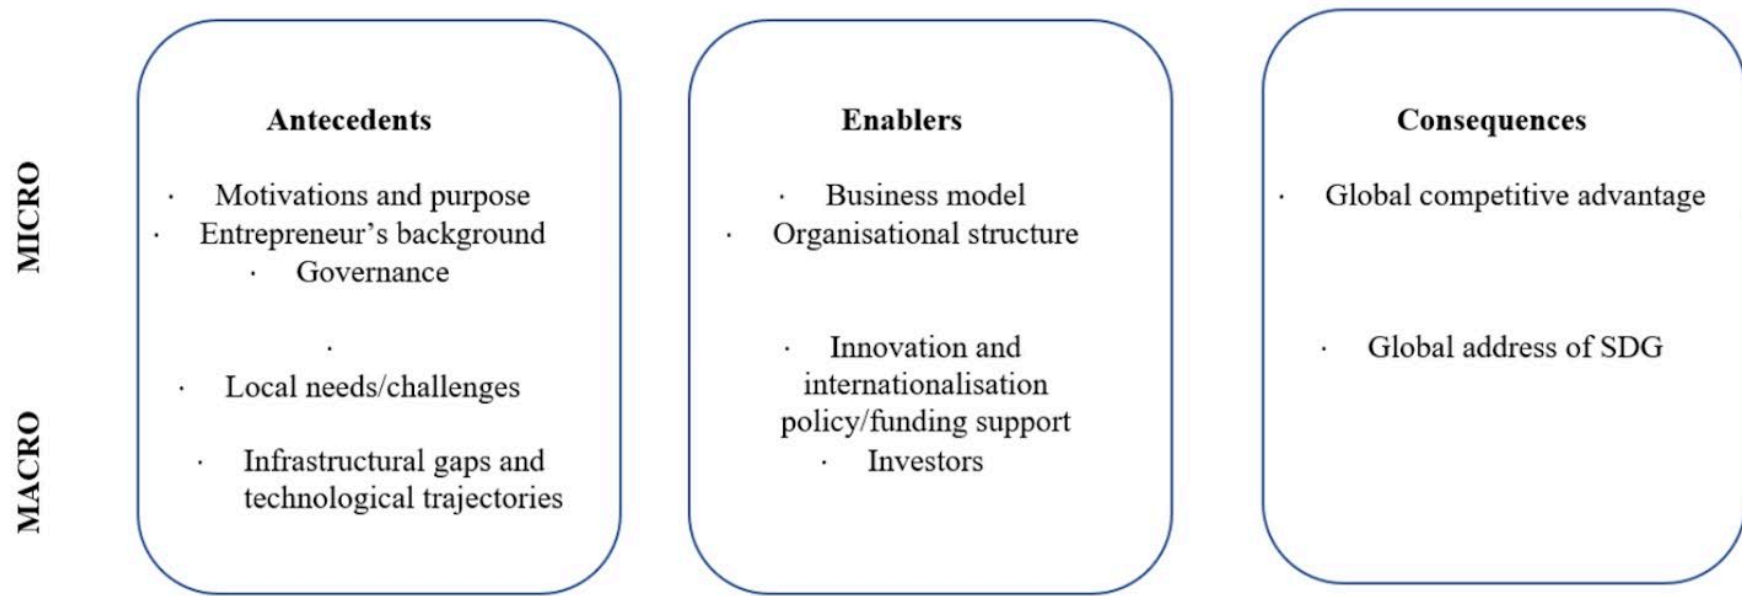 MICRO
MACRO
Antecedents
· Motivations and purpose
· Entrepreneur's background
· Governance
·
· Local needs/challenges
· Infrastructural gaps and
technological trajectories
Enablers
· Business model
· Organisational structure
· Innovation and
internationalisation
policy/funding support
· Investors
Consequences
· Global competitive advantage
· Global address of SDG